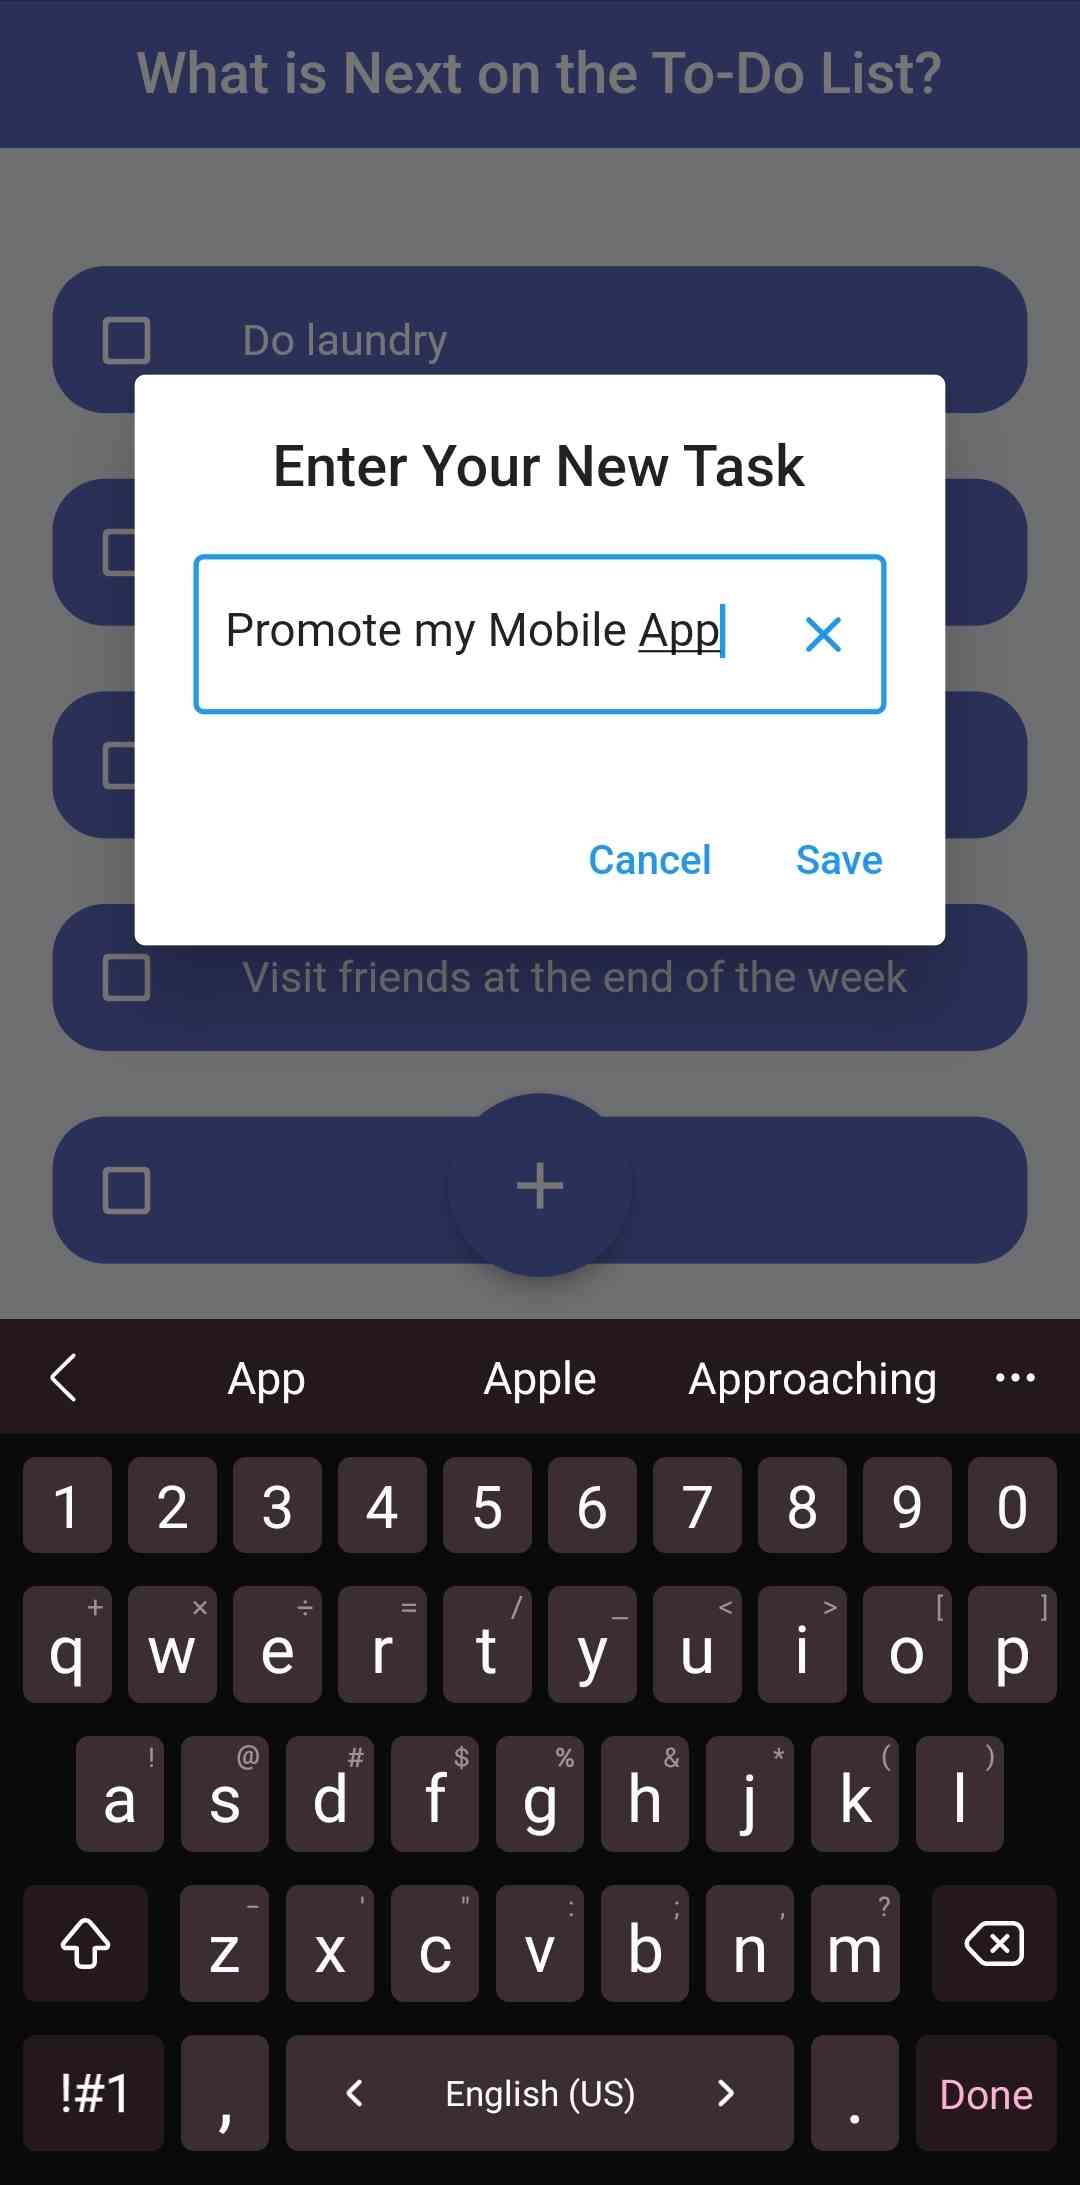 What is Next on the To-Do List?
Do laundry
Enter Your New Task
Promote my Mobile App
Cancel Save
Visit friends at the end of the week
+
App Apple Approaching ...
1 2 3 4 5 6 7 8 9 0
+ × ÷ = / _ < > [ ]
q w e r t y u i o p
! @ # $ % & * ( )
a s d f g h j k l
- ' " : ; , ?
z x c v b n m
!#1 , < English (US) > . Done